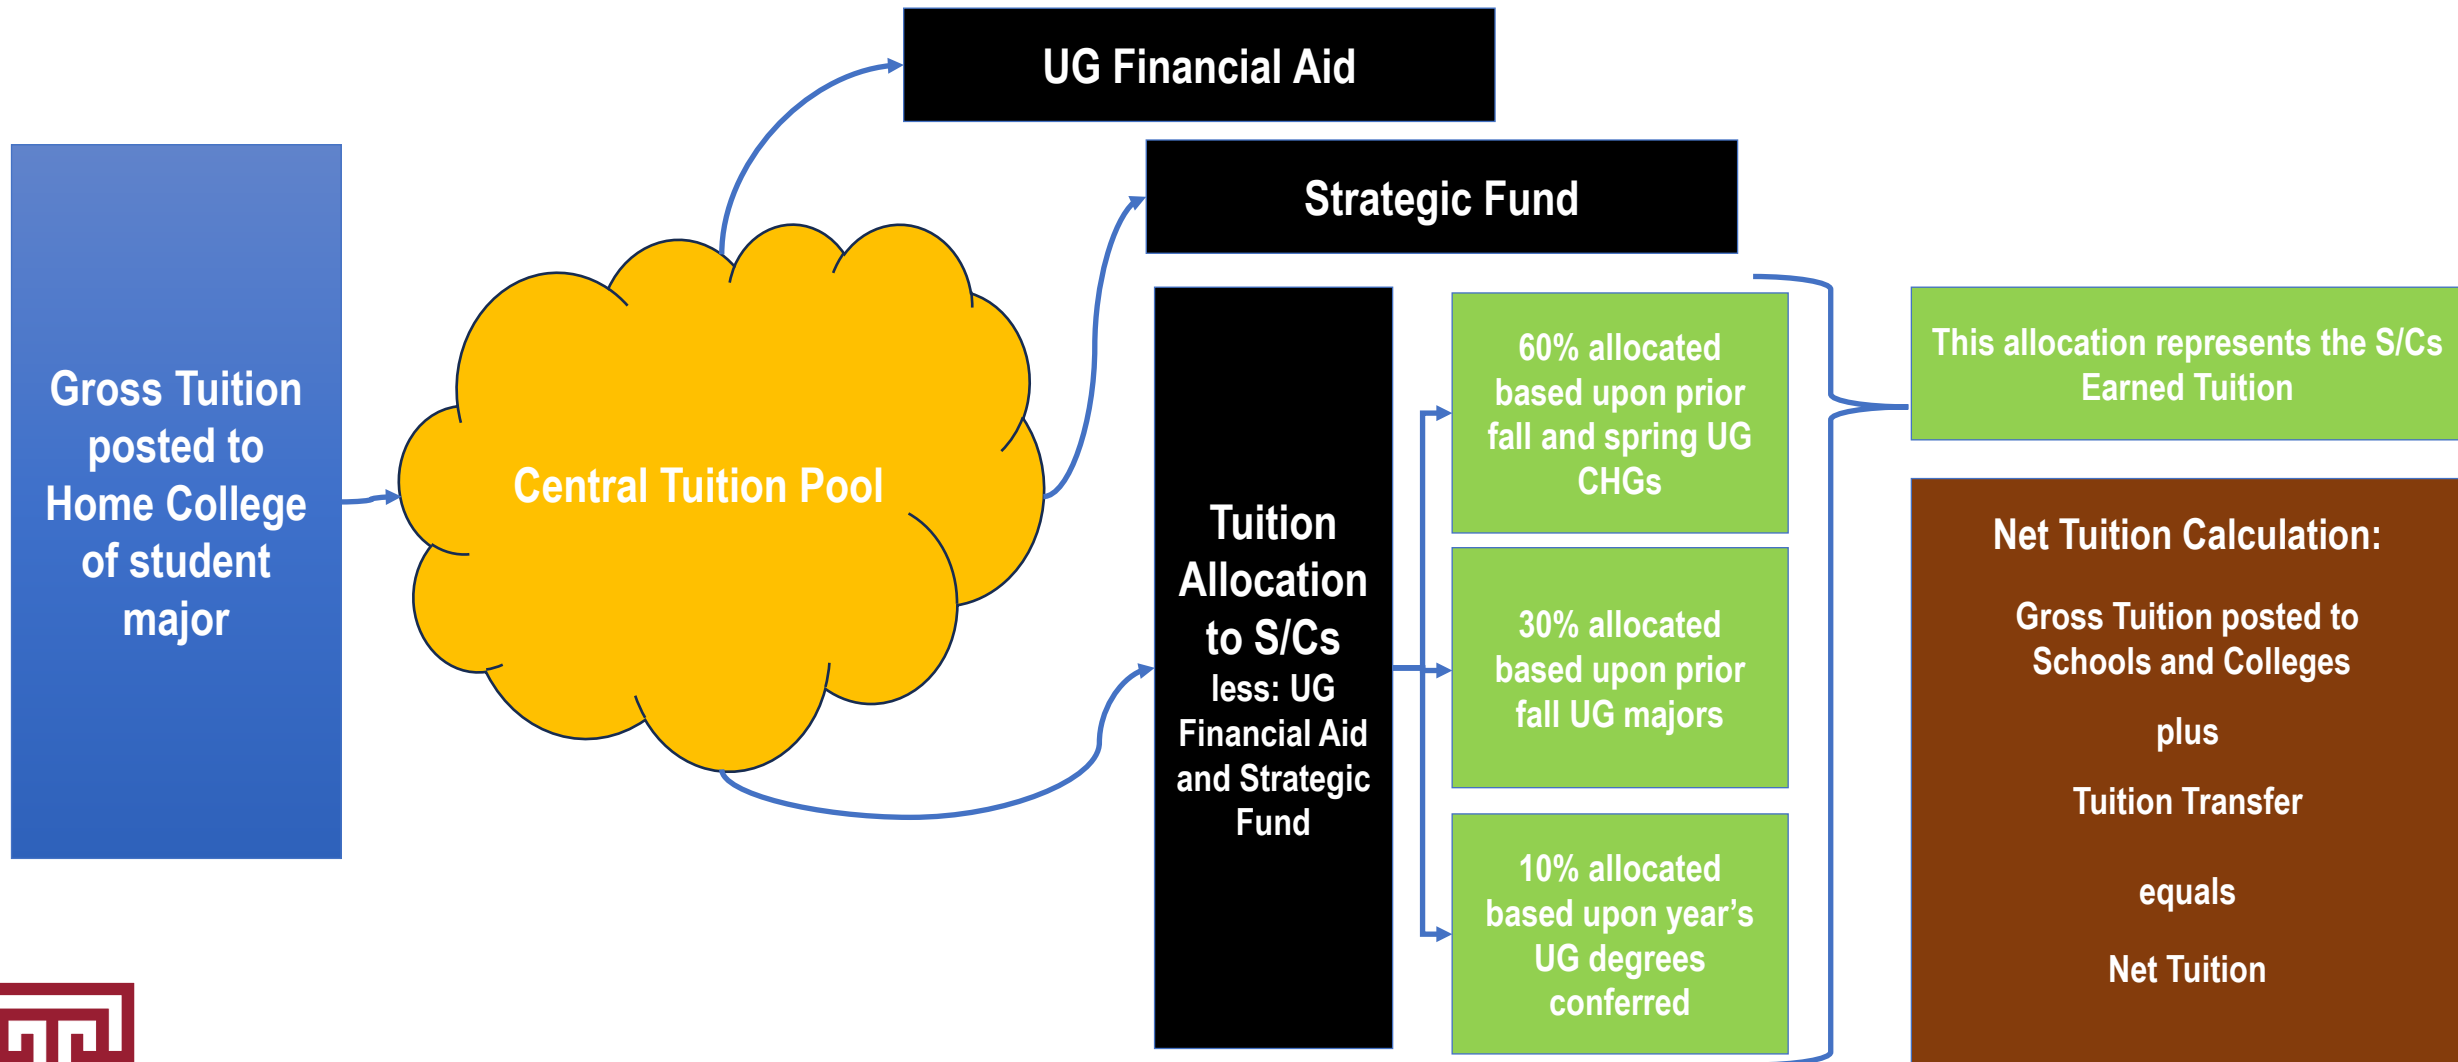 UG Financial Aid
Strategic Fund
Gross Tuition
posted to
Home College
of student
major
Central Tuition Pool
Tuition
Allocation
to S/Cs
less: UG
Financial Aid
and Strategic
Fund
60% allocated
based upon prior
fall and spring UG
CHGs
30% allocated
based upon prior
fall UG majors
10% allocated
based upon year’s
UG degrees
conferred
This allocation represents the S/Cs
Earned Tuition
Net Tuition Calculation:
Gross Tuition posted to
Schools and Colleges
plus
Tuition Transfer
equals
Net Tuition